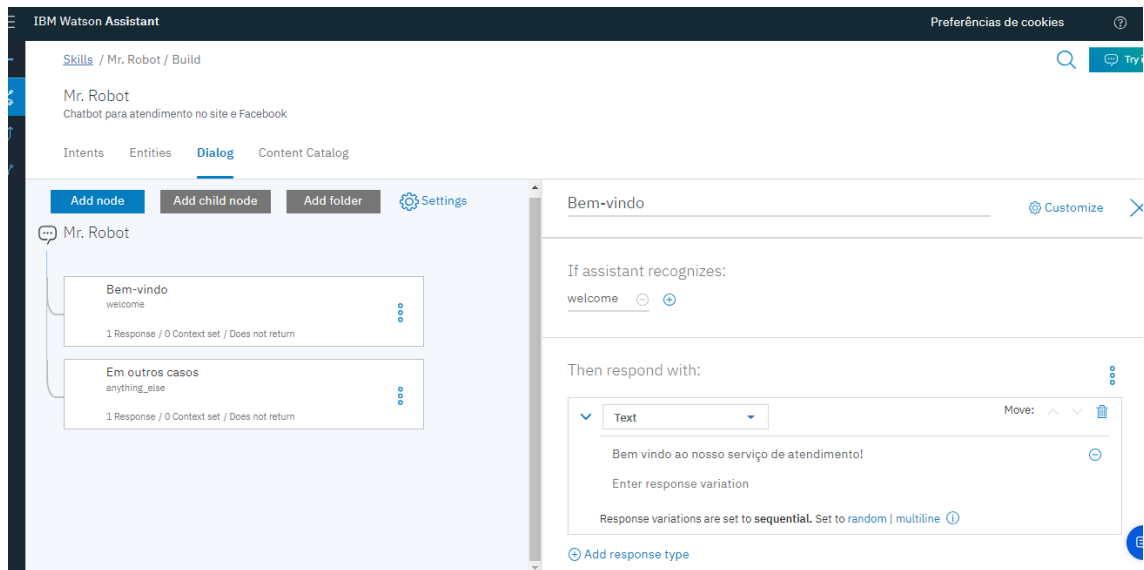 IBM Watson Assistant
Preferências de cookies
Skills / Mr. Robot / Build
Try i
Mr. Robot
Chatbot para atendimento no site e Facebook
Intents Entities Dialog Content Catalog
Add node Add child node Add folder Settings
Mr. Robot
Bem-vindo
welcome
1 Response / 0 Context set / Does not return
Em outros casos
anything_else
1 Response / 0 Context set / Does not return
Bem-vindo
Customize
If assistant recognizes:
welcome
Then respond with:
Text
Move:
Bem vindo ao nosso serviço de atendimento!
Enter response variation
Response variations are set to sequential. Set to random | multiline
Add response type